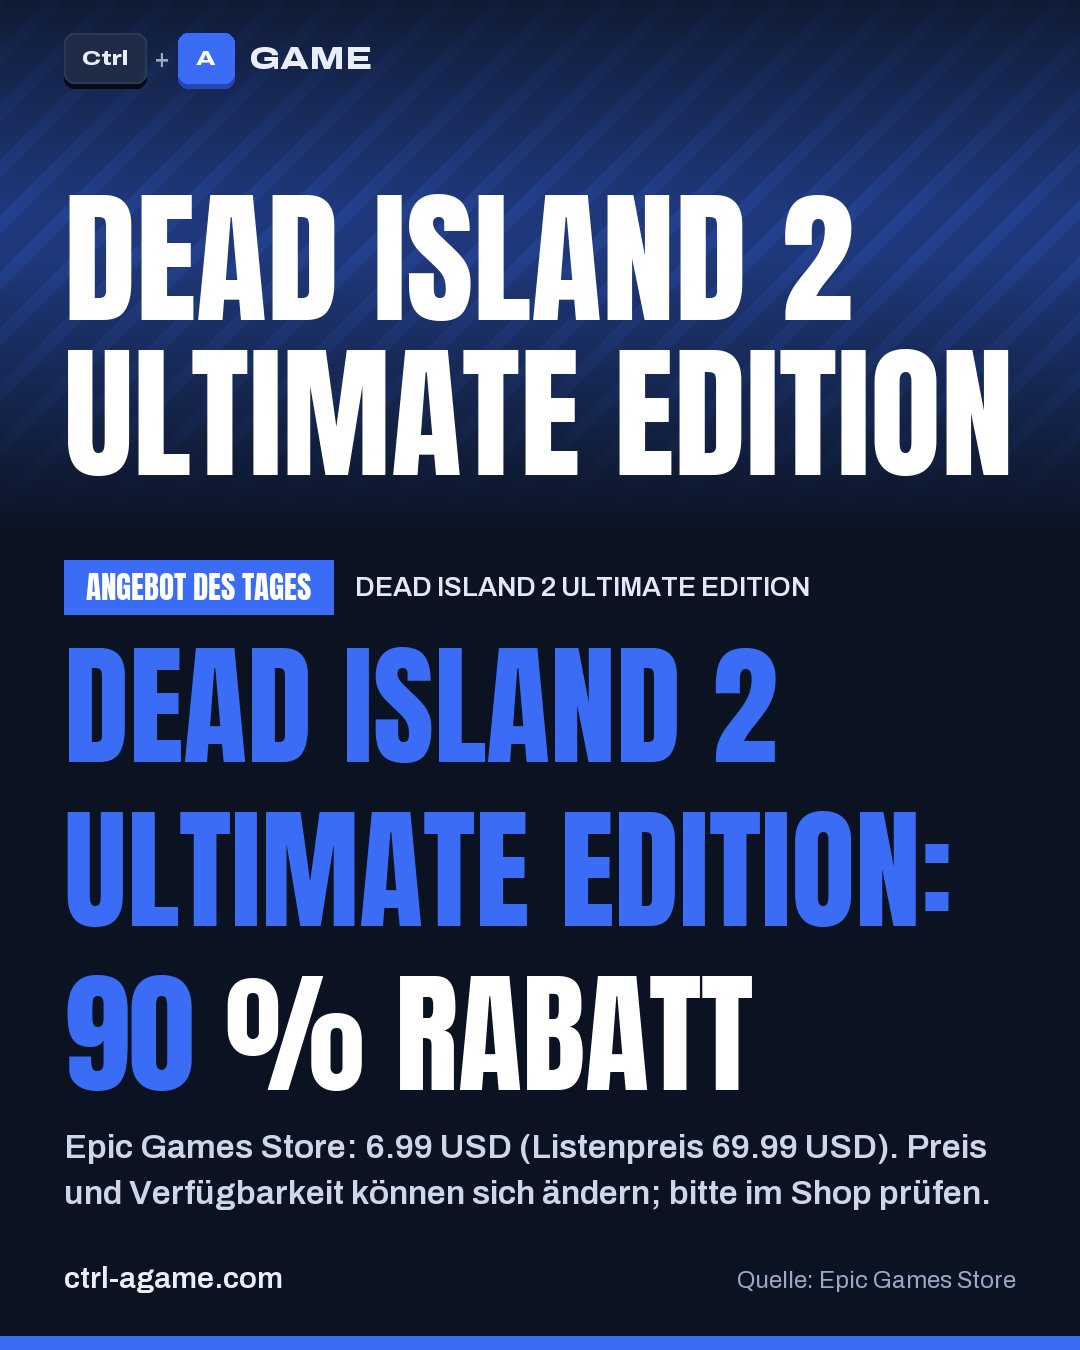 Ctrl + A GAME
DEAD ISLAND 2
ULTIMATE EDITION
ANGEBOT DES TAGES DEAD ISLAND 2 ULTIMATE EDITION
DEAD ISLAND 2
ULTIMATE EDITION:
90 % RABATT
Epic Games Store: 6.99 USD (Listenpreis 69.99 USD). Preis
und Verfügbarkeit können sich ändern; bitte im Shop prüfen.
ctrl-agame.com Quelle: Epic Games Store